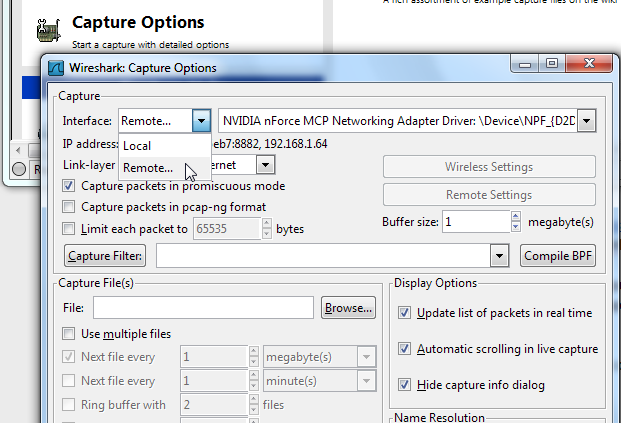 A rich assortment of example capture files on the wiki
Capture Options
Start a capture with detailed options
Wireshark: Capture Options
Capture
Interface: Remote... NVIDIA nForce MCP Networking Adapter Driver: \Device\NPF_{D2D
Local
IP address: eb7:8882, 192.168.1.64
Remote...
Link-layer ernet
Wireless Settings
Capture packets in promiscuous mode
Remote Settings
Capture packets in pcap-ng format
Buffer size: 1 megabyte(s)
Limit each packet to 65535 bytes
Capture Filter: Compile BPF
Capture File(s)
Display Options
File: Browse...
Update list of packets in real time
Use multiple files
Next file every 1 megabyte(s)
Automatic scrolling in live capture
Next file every 1 minute(s)
Hide capture info dialog
Ring buffer with 2 files
Name Resolution